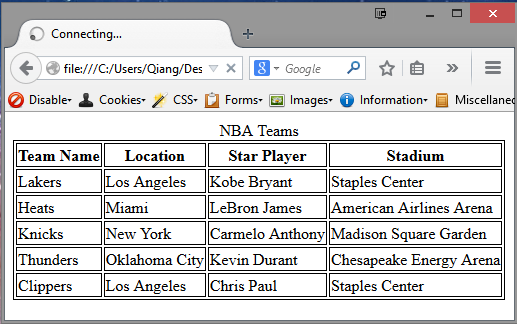 Connecting...
file:///C:/Users/Qiang/Des Google
Disable Cookies CSS Forms Images Information Miscellaneo
NBA Teams
Team Name Location Star Player Stadium
Lakers Los Angeles Kobe Bryant Staples Center
Heats Miami LeBron James American Airlines Arena
Knicks New York Carmelo Anthony Madison Square Garden
Thunders Oklahoma City Kevin Durant Chesapeake Energy Arena
Clippers Los Angeles Chris Paul Staples Center